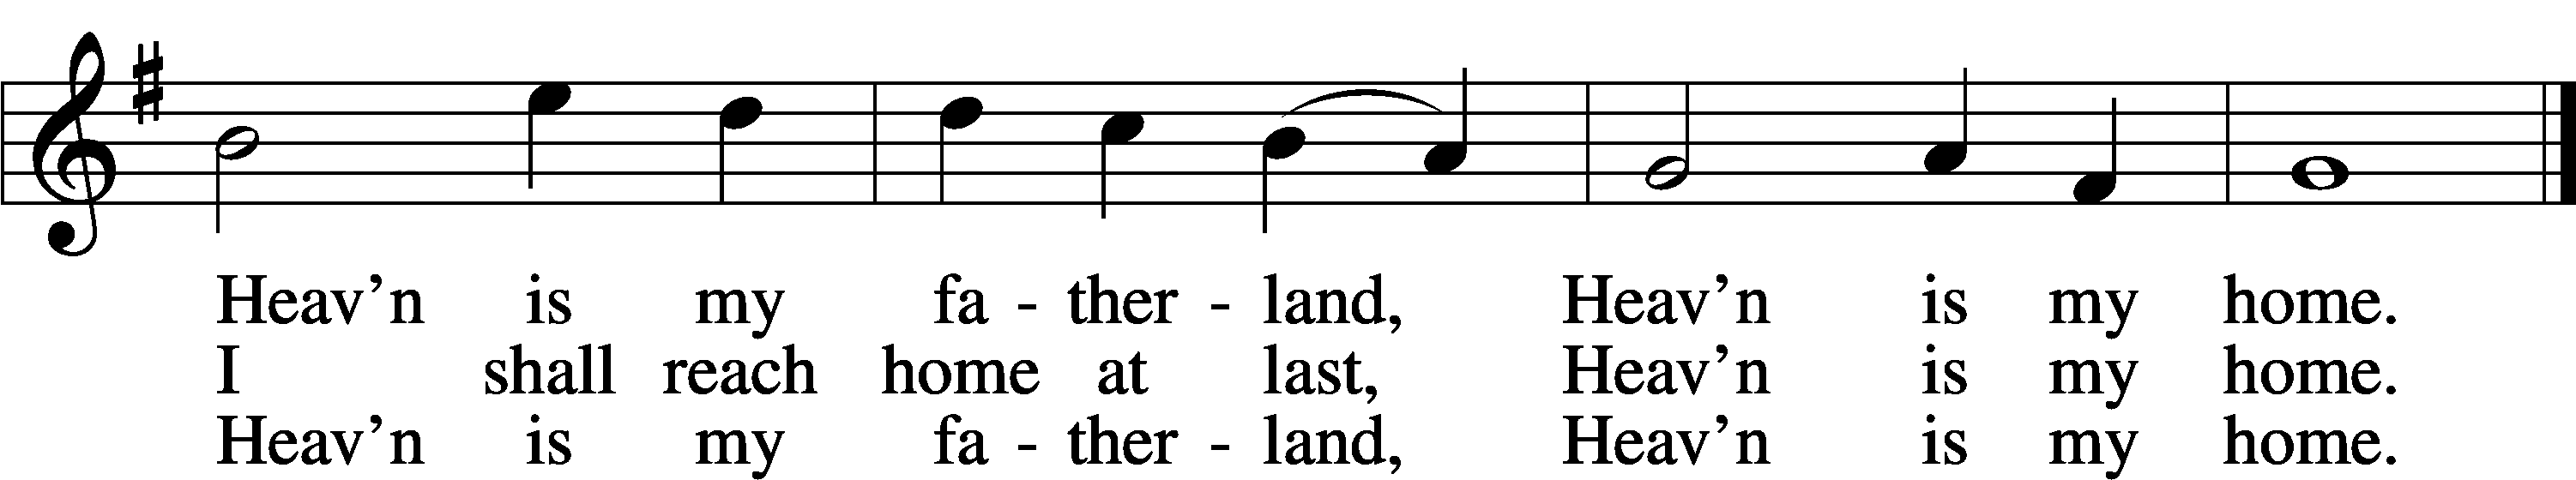 Heav’n is my fa - ther - land, Heav’n is my home.
I shall reach home at last, Heav’n is my home.
Heav’n is my fa - ther - land, Heav’n is my home.